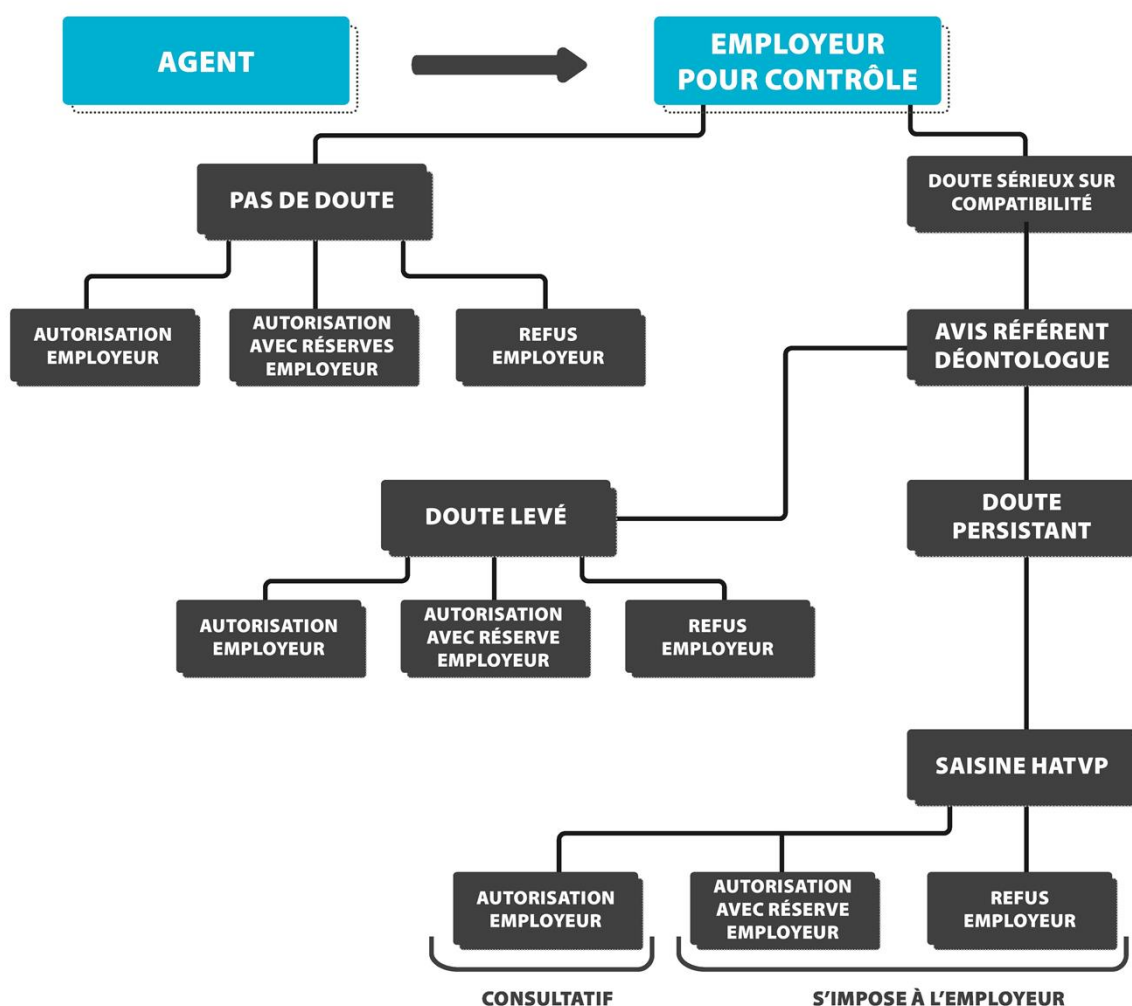 AGENT
EMPLOYEUR
POUR CONTRÔLE
PAS DE DOUTE
DOUTE SÉRIEUX SUR
COMPATIBILITÉ
AUTORISATION
EMPLOYEUR
AUTORISATION
AVEC RÉSERVES
EMPLOYEUR
REFUS
EMPLOYEUR
AVIS RÉFÉRENT
DÉONTOLOGUE
DOUTE LEVÉ
DOUTE
PERSISTANT
AUTORISATION
EMPLOYEUR
AUTORISATION
AVEC RÉSERVE
EMPLOYEUR
REFUS
EMPLOYEUR
SAISINE HATVP
AUTORISATION
EMPLOYEUR
AUTORISATION
AVEC RÉSERVE
EMPLOYEUR
REFUS
EMPLOYEUR
CONSULTATIF
S'IMPOSE À L'EMPLOYEUR